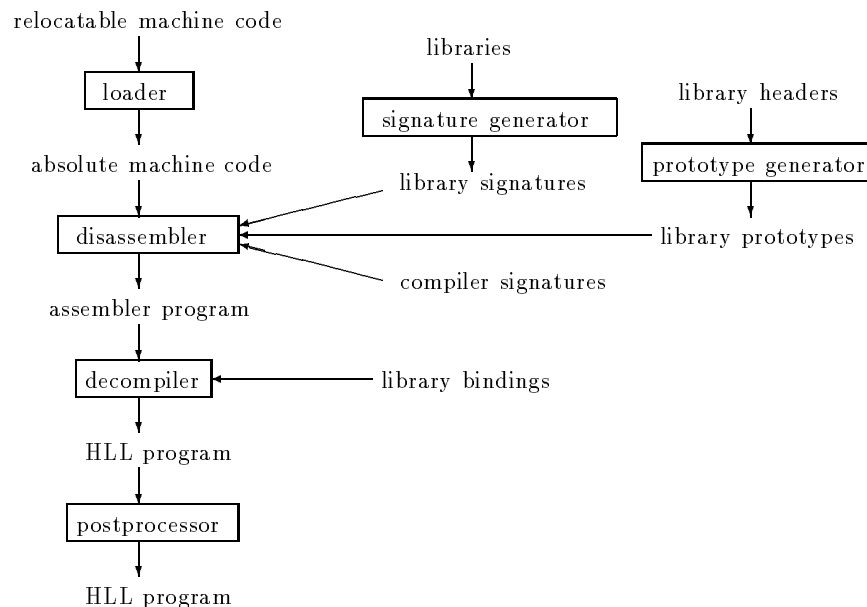 relocatable machine code
libraries
loader
library headers
signature generator
absolute machine code
prototype generator
library signatures
disassembler
library prototypes
compiler signatures
assembler program
decompiler
library bindings
HLL program
postprocessor
HLL program